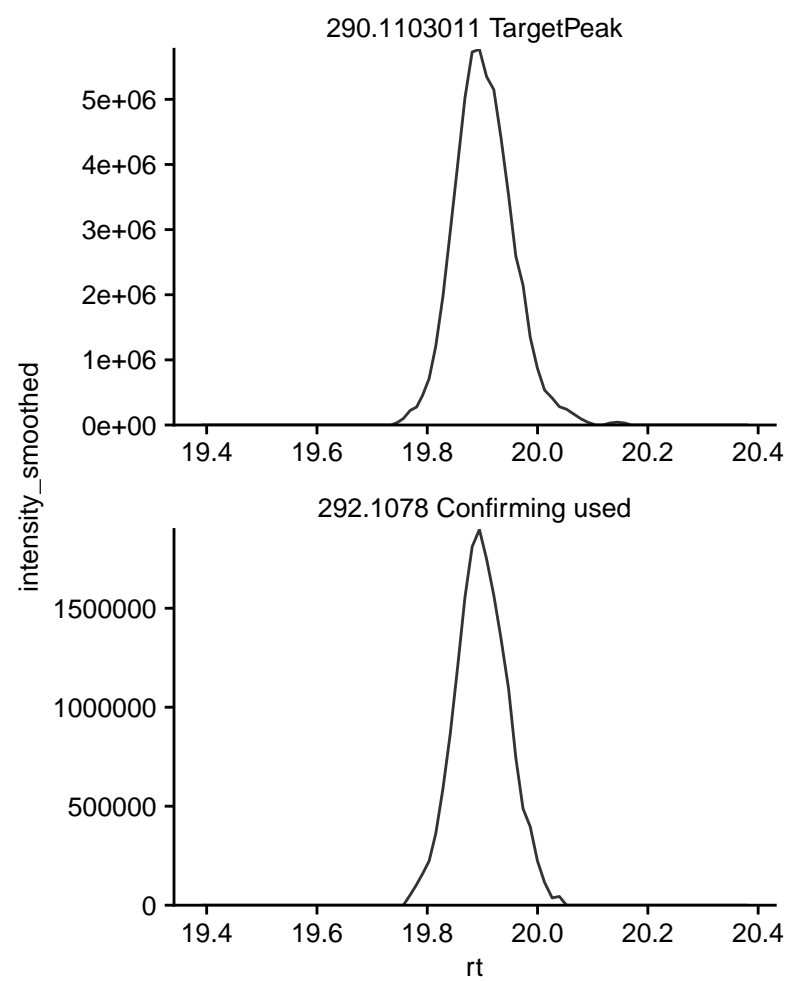 290.1103011 TargetPeak
5e+06
4e+06
3e+06
2e+06
1e+06
0e+00
19.4 19.6 19.8 20.0 20.2 20.4
intensity_smoothed
292.1078 Confirming used
1500000
1000000
500000
0
19.4 19.6 19.8 20.0 20.2 20.4
rt